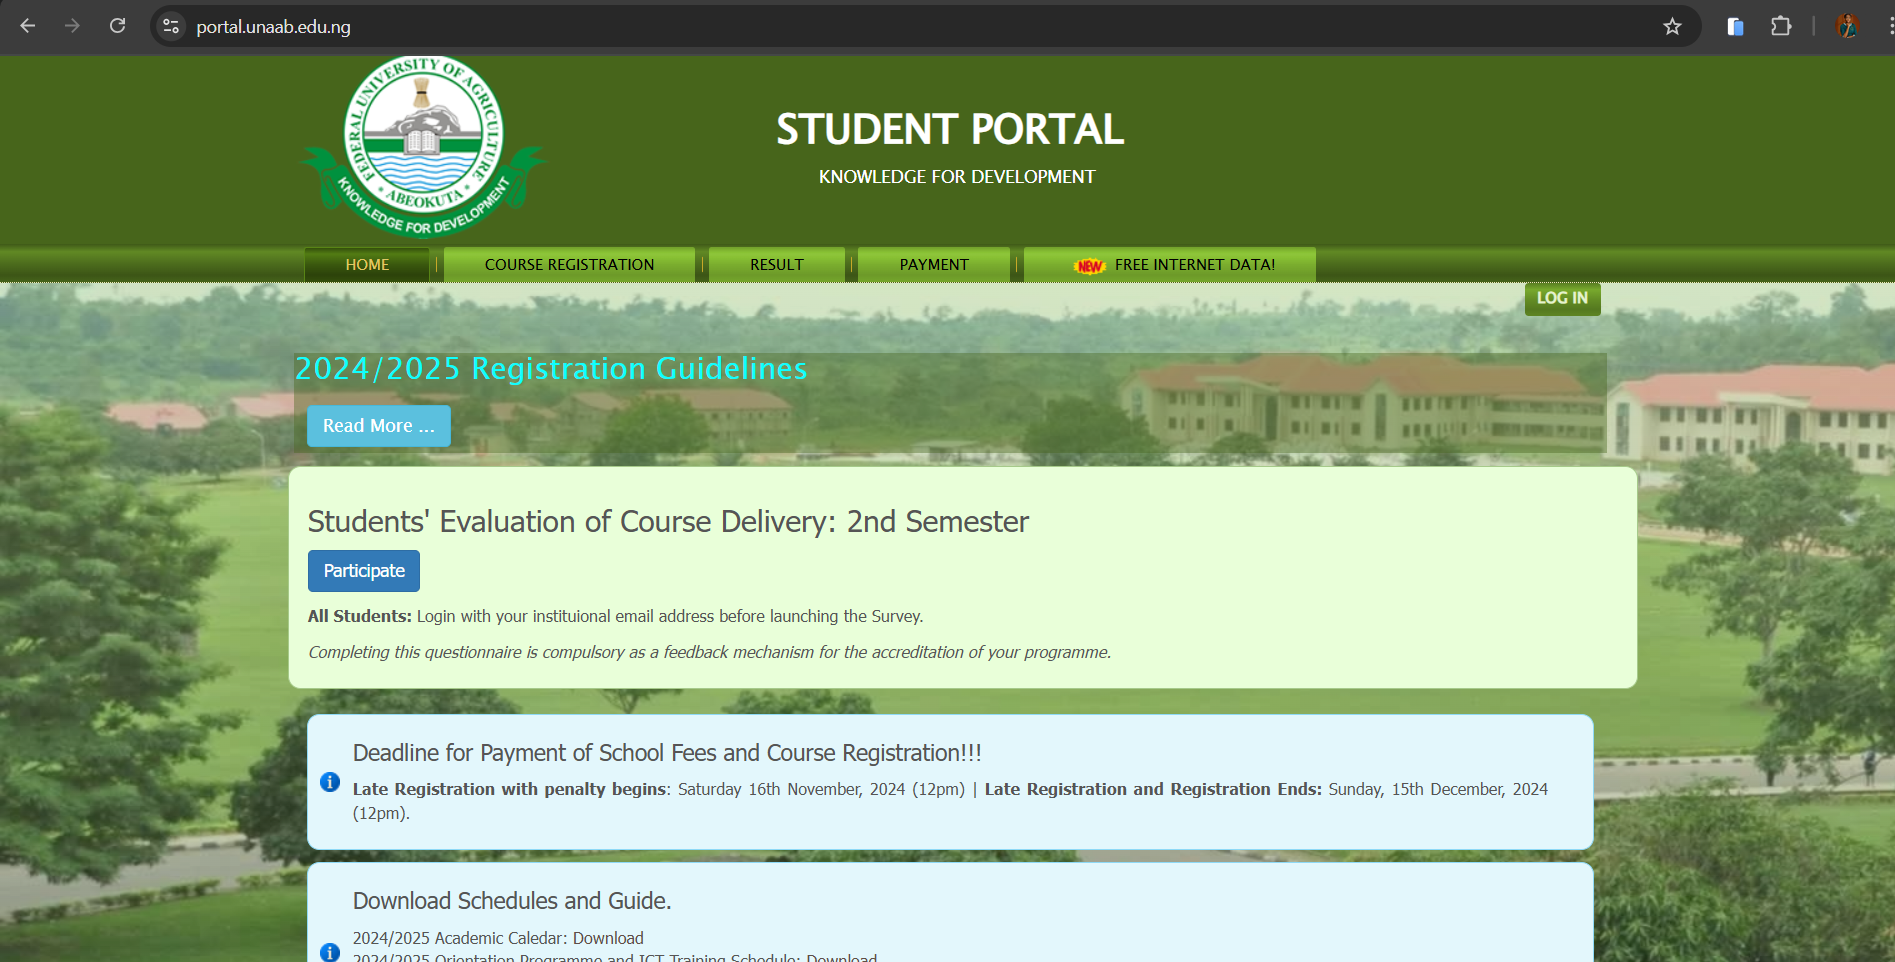 portal.unaab.edu.ng
FEDERAL UNIVERSITY OF AGRICULTURE
• ABEOKUTA •
KNOWLEDGE FOR DEVELOPMENT
STUDENT PORTAL
KNOWLEDGE FOR DEVELOPMENT
HOME | COURSE REGISTRATION | RESULT | PAYMENT | NEW FREE INTERNET DATA!
LOG IN
2024/2025 Registration Guidelines
Read More ...
Students' Evaluation of Course Delivery: 2nd Semester
Participate
All Students: Login with your instituional email address before launching the Survey.
Completing this questionnaire is compulsory as a feedback mechanism for the accreditation of your programme.
Deadline for Payment of School Fees and Course Registration!!!
Late Registration with penalty begins: Saturday 16th November, 2024 (12pm) | Late Registration and Registration Ends: Sunday, 15th December, 2024
(12pm).
Download Schedules and Guide.
2024/2025 Academic Caledar: Download
2024/2025 Orientation Programme and ICT Training Schedule: Download